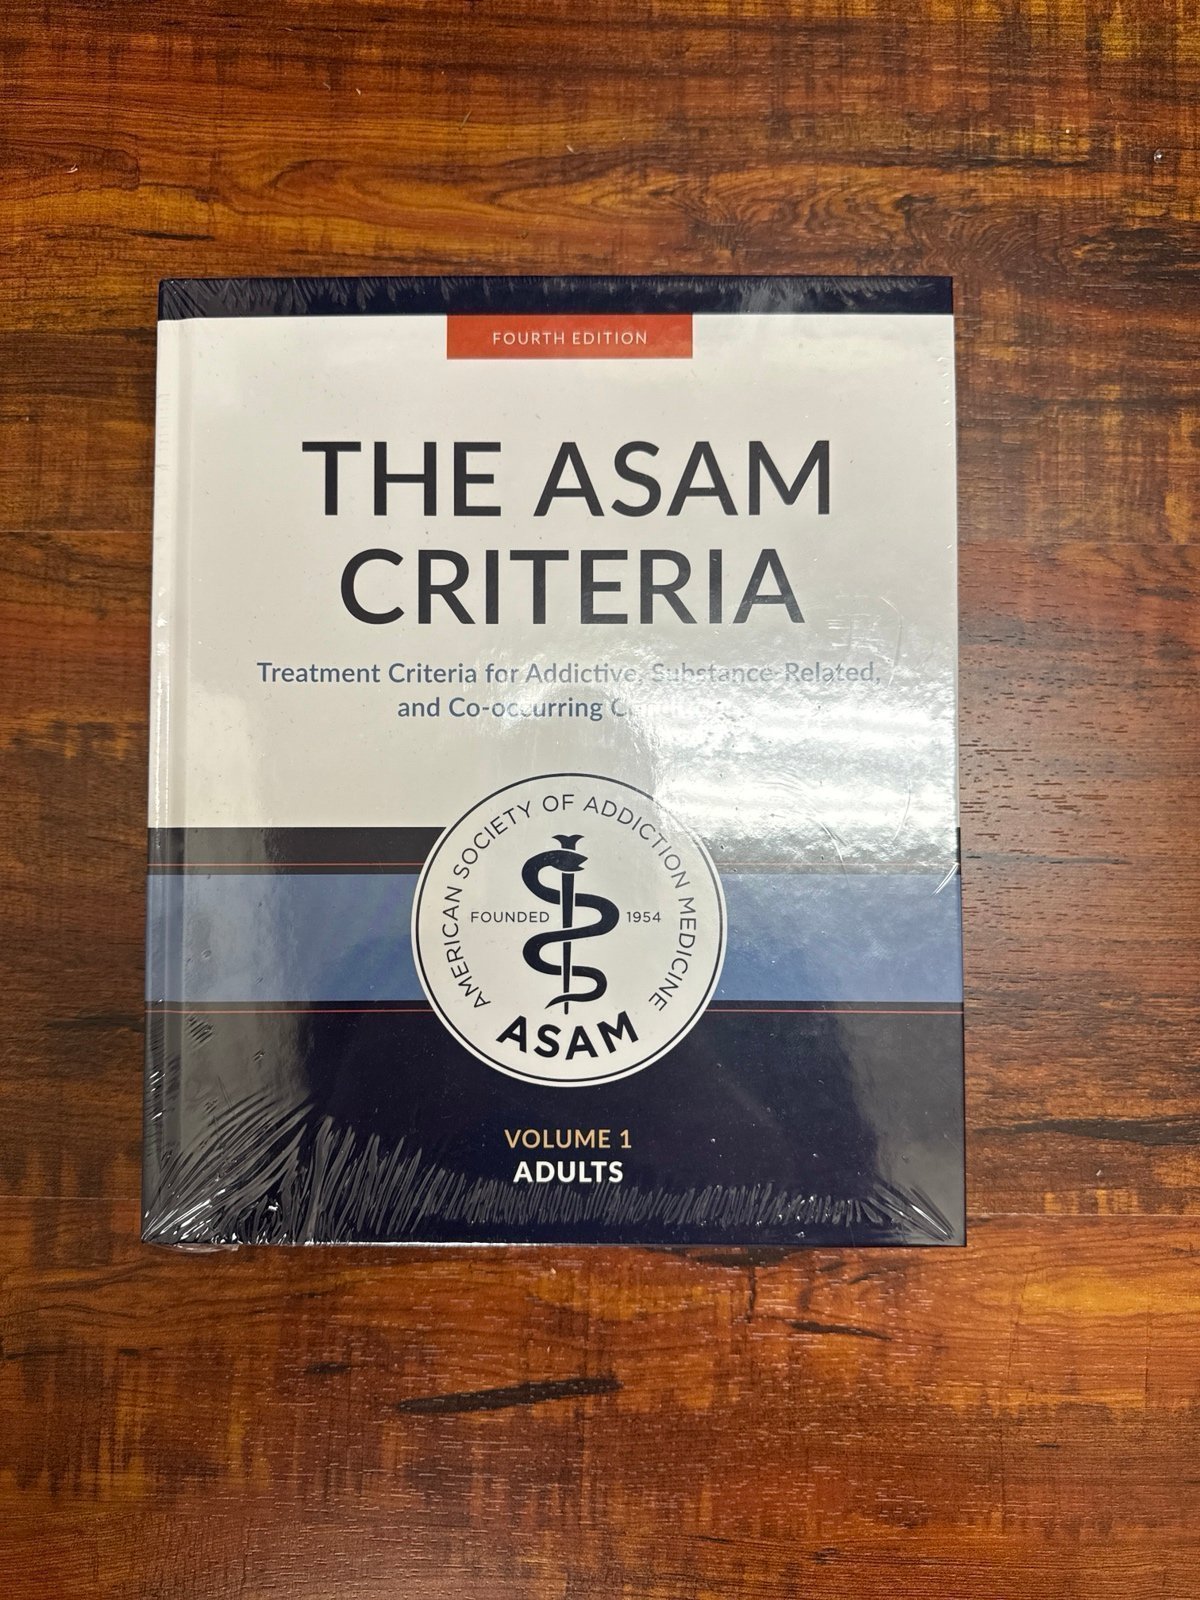 FOURTH EDITION
THE ASAM
CRITERIA
Treatment Criteria for Addictive, Substance-Related,
and Co-occurring
AMERICAN SOCIETY OF ADDICTION MEDICINE
FOUNDED 1954
ASAM
VOLUME 1
ADULTS